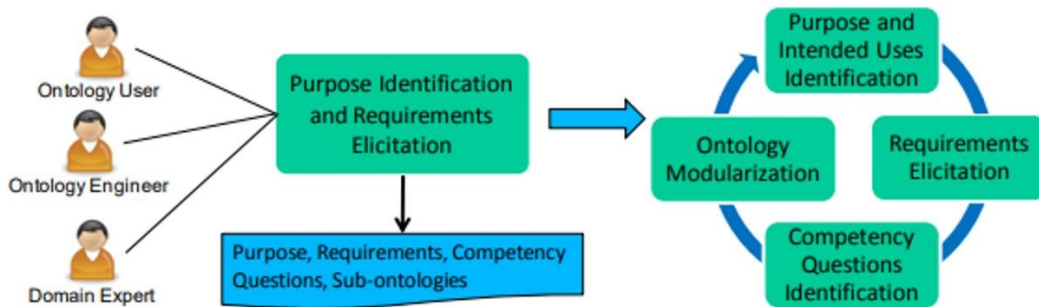 Ontology User
Ontology Engineer
Domain Expert
Purpose Identification
and Requirements
Elicitation
Purpose, Requirements, Competency
Questions, Sub-ontologies
Purpose and
Intended Uses
Identification
Requirements
Elicitation
Competency
Questions
Identification
Ontology
Modularization